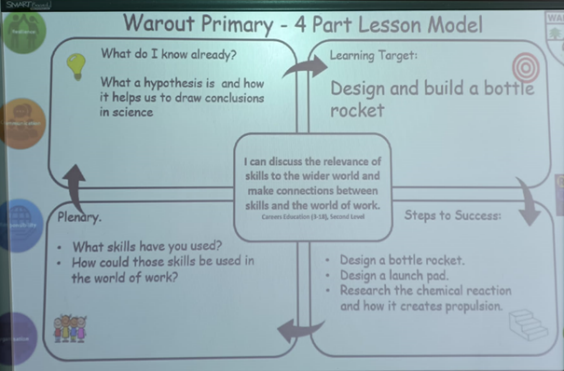 SMART Board
Warout Primary - 4 Part Lesson Model
What do I know already?
What a hypothesis is and how
it helps us to draw conclusions
in science
Learning Target:
Design and build a bottle
rocket
I can discuss the relevance of
skills to the wider world and
make connections between
skills and the world of work.
Careers Education (3-18), Second Level
Steps to Success:
• Design a bottle rocket.
• Design a launch pad.
• Research the chemical reaction
and how it creates propulsion.
Plenary.
• What skills have you used?
• How could those skills be used in
the world of work?